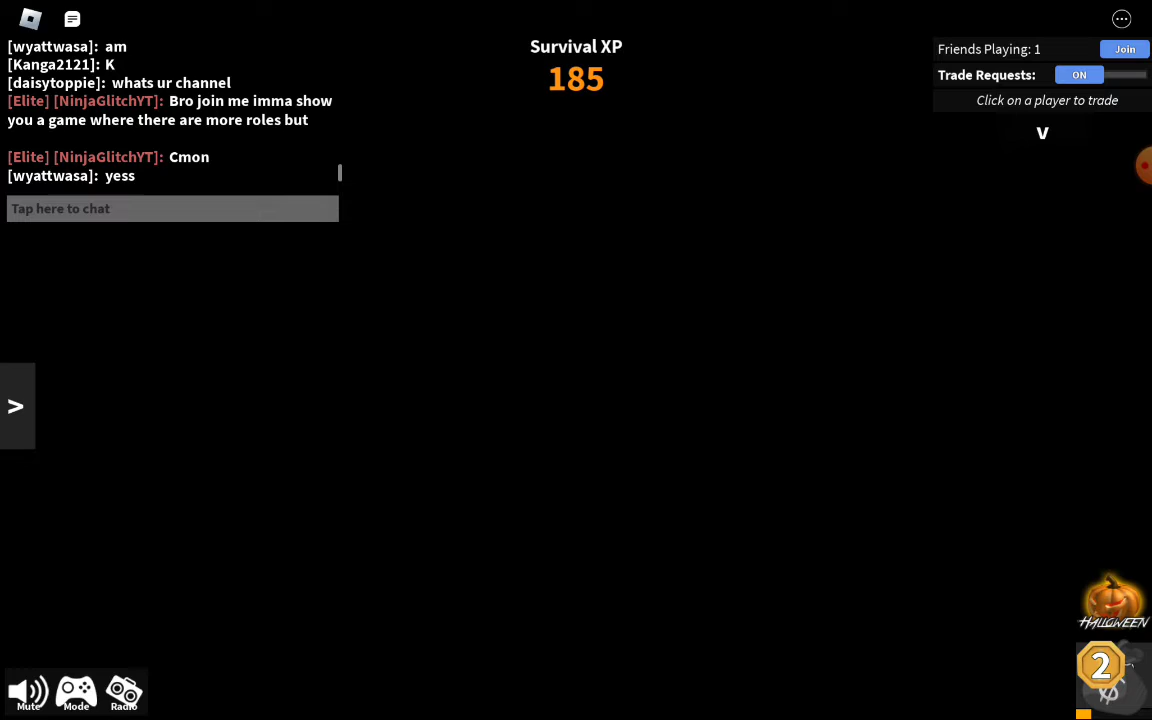 [wyattwasa]: am
[Kanga2121]: K
[daisytoppie]: whats ur channel
[Elite] [NinjaGlitchYT]: Bro join me imma show
you a game where there are more roles but
[Elite] [NinjaGlitchYT]: Cmon
[wyattwasa]: yess
Tap here to chat
Survival XP
185
Friends Playing: 1 Join
Trade Requests: ON
Click on a player to trade
v
>
HALLOWEEN
2
Mute Mode Radio